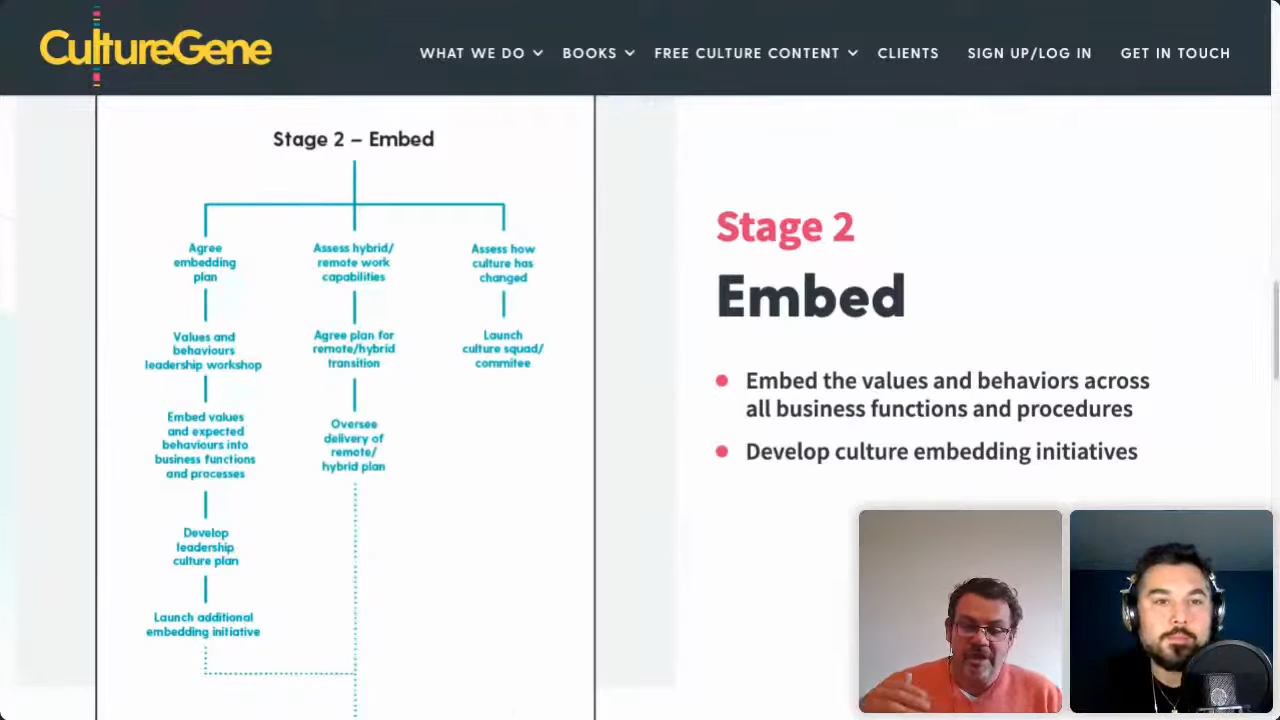 CultureGene
WHAT WE DO
BOOKS
FREE CULTURE CONTENT
CLIENTS
SIGN UP/LOG IN
GET IN TOUCH
Stage 2 – Embed
Agree
embedding
plan
Values and
behaviours
leadership workshop
Embed values
and expected
behaviours into
business functions
and processes
Develop
leadership
culture plan
Launch additional
embedding initiative
Assess hybrid/
remote work
capabilities
Agree plan for
remote/hybrid
transition
Oversee
delivery of
remote/
hybrid plan
Assess how
culture has
changed
Launch
culture squad/
commitee
Stage 2
Embed
Embed the values and behaviors across
all business functions and procedures
Develop culture embedding initiatives